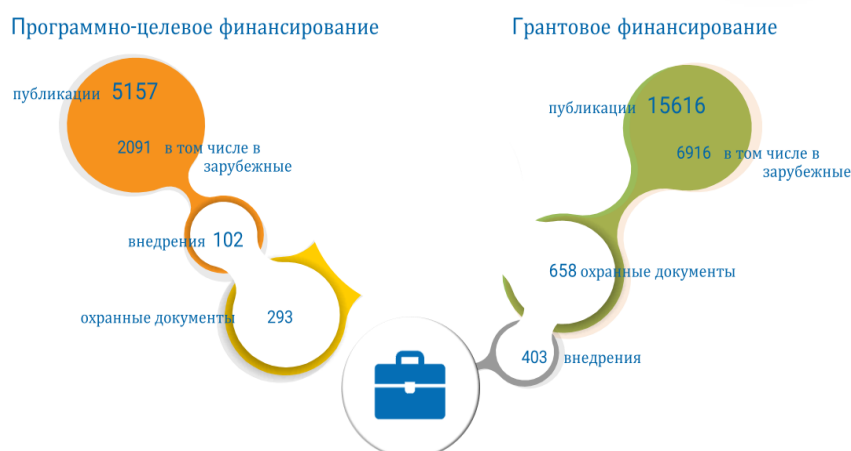 Программно-целевое финансирование
публикации 5157
2091 в том числе в
зарубежные
внедрения 102
охранные документы 293
Грантовое финансирование
публикации 15616
6916 в том числе в
зарубежные
658 охранные документы
403 внедрения